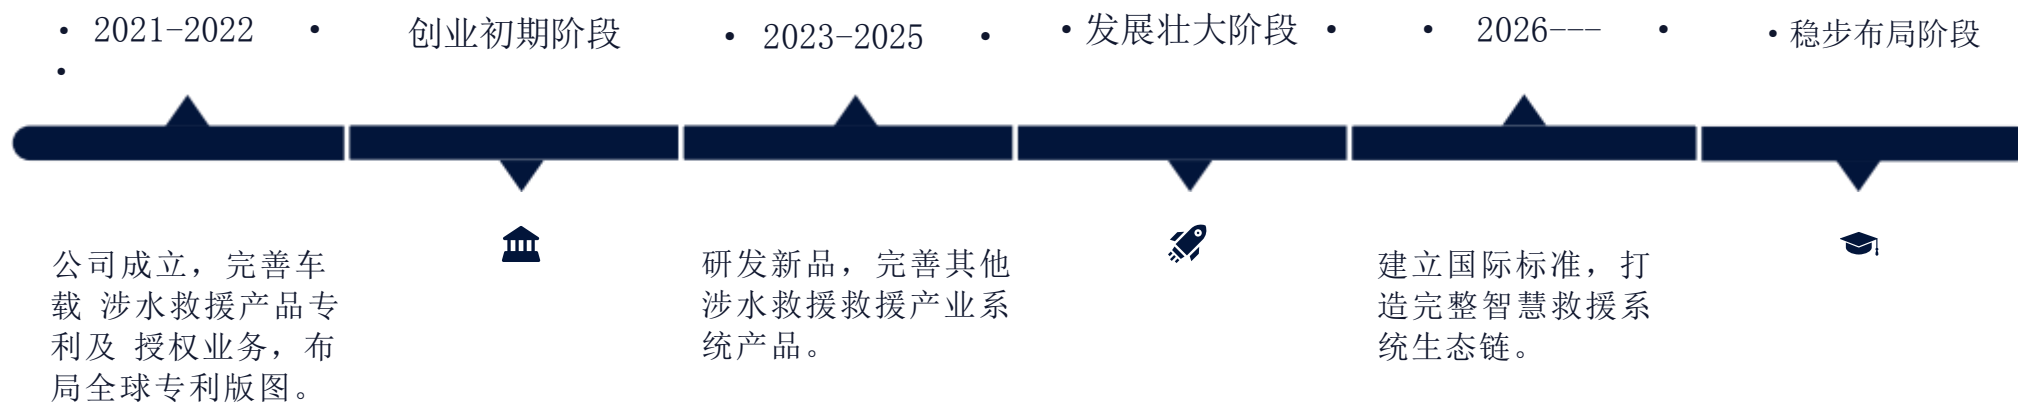 • 2021-2022 •
•
创业初期阶段
• 2023-2025 •
•发展壮大阶段 •
• 2026--- •
•稳步布局阶段
公司成立，完善车
载 涉水救援产品专
利及 授权业务，布
局全球专利版图。
研发新品，完善其他
涉水救援救援产业系
统产品。
建立国际标准，打
造完整智慧救援系
统生态链。